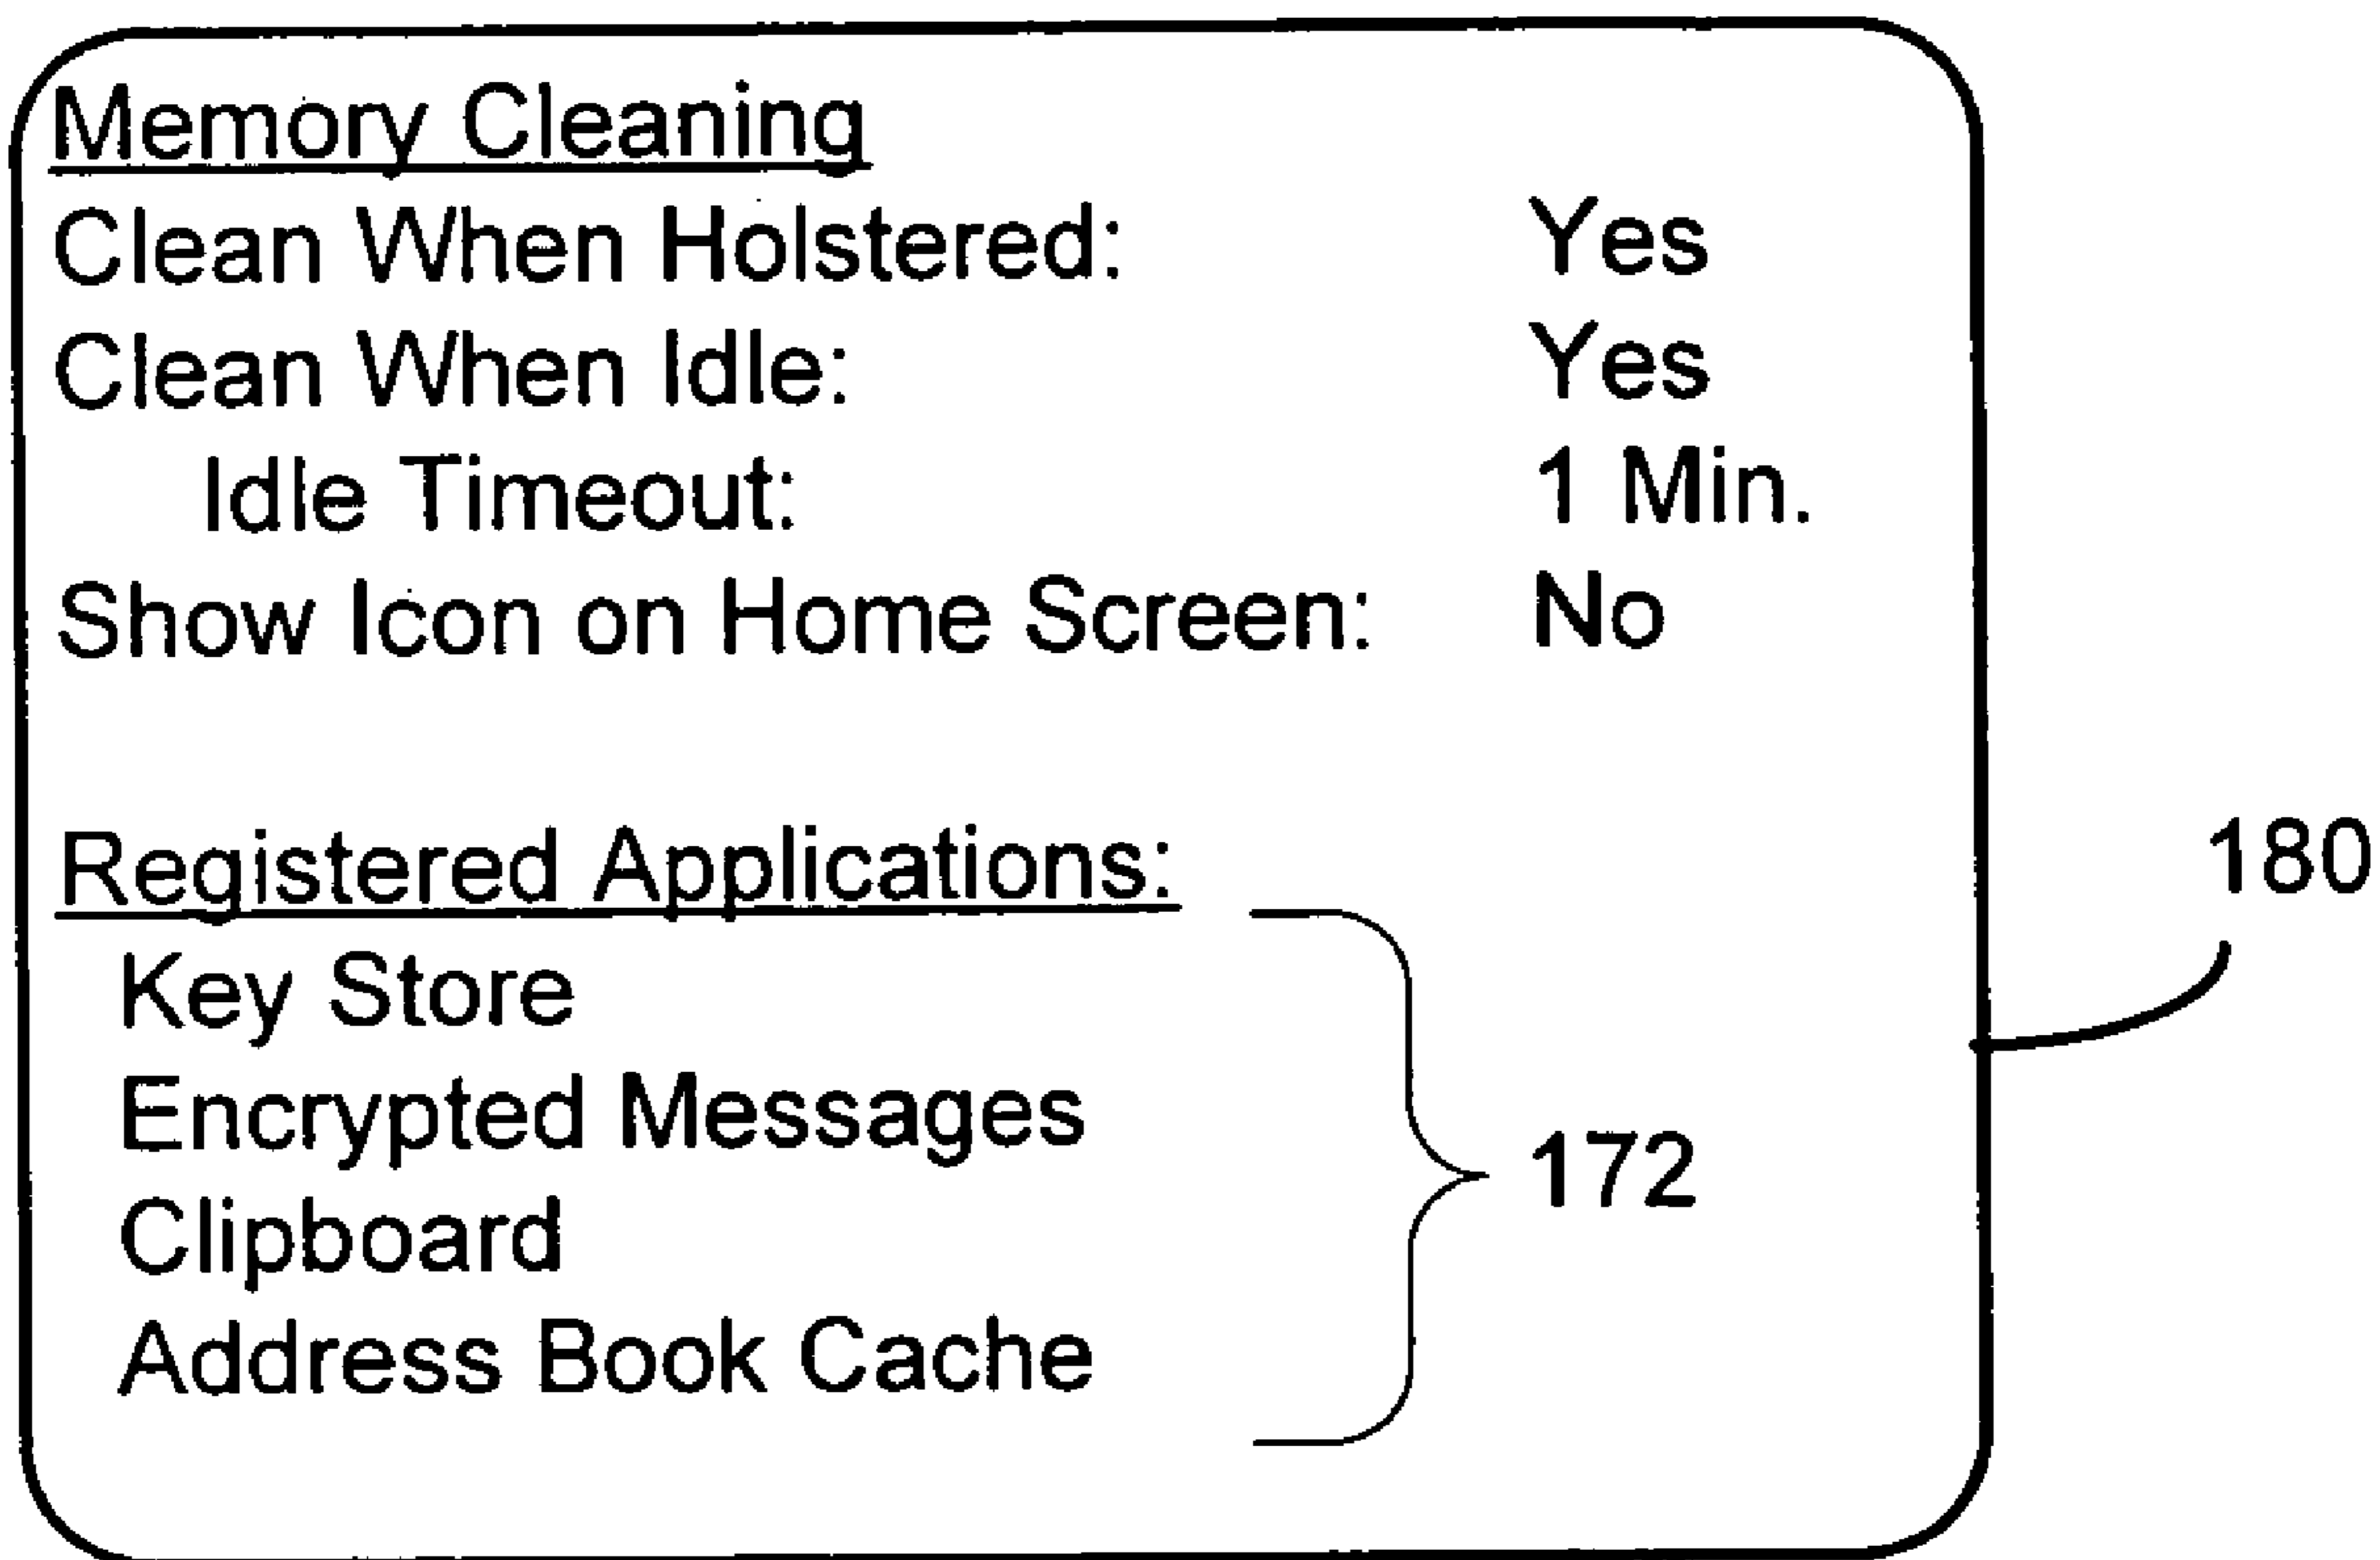 Memory Cleaning
Clean When Holstered: Yes
Clean When Idle: Yes
Idle Timeout: 1 Min.
Show Icon on Home Screen: No
Registered Applications:
180
Key Store
Encrypted Messages
172
Clipboard
Address Book Cache